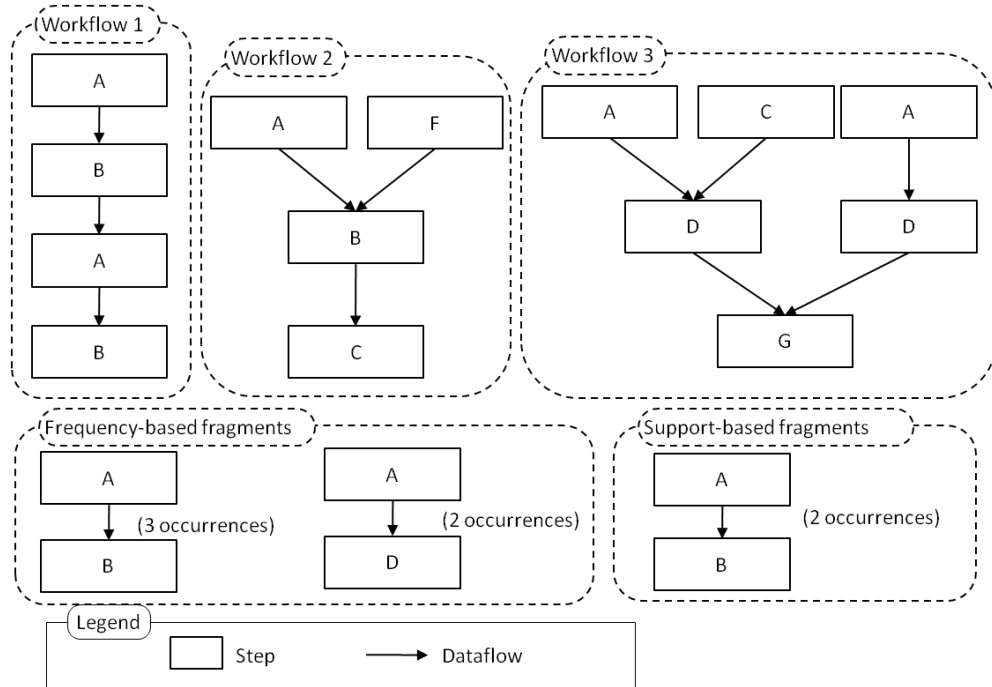 Workflow 1
A
B
A
B
Workflow 2
A
F
B
C
Workflow 3
A
C
A
D
D
G
Frequency-based fragments
A
(3 occurrences)
B
A
(2 occurrences)
D
Support-based fragments
A
(2 occurrences)
B
Legend
Step
Dataflow